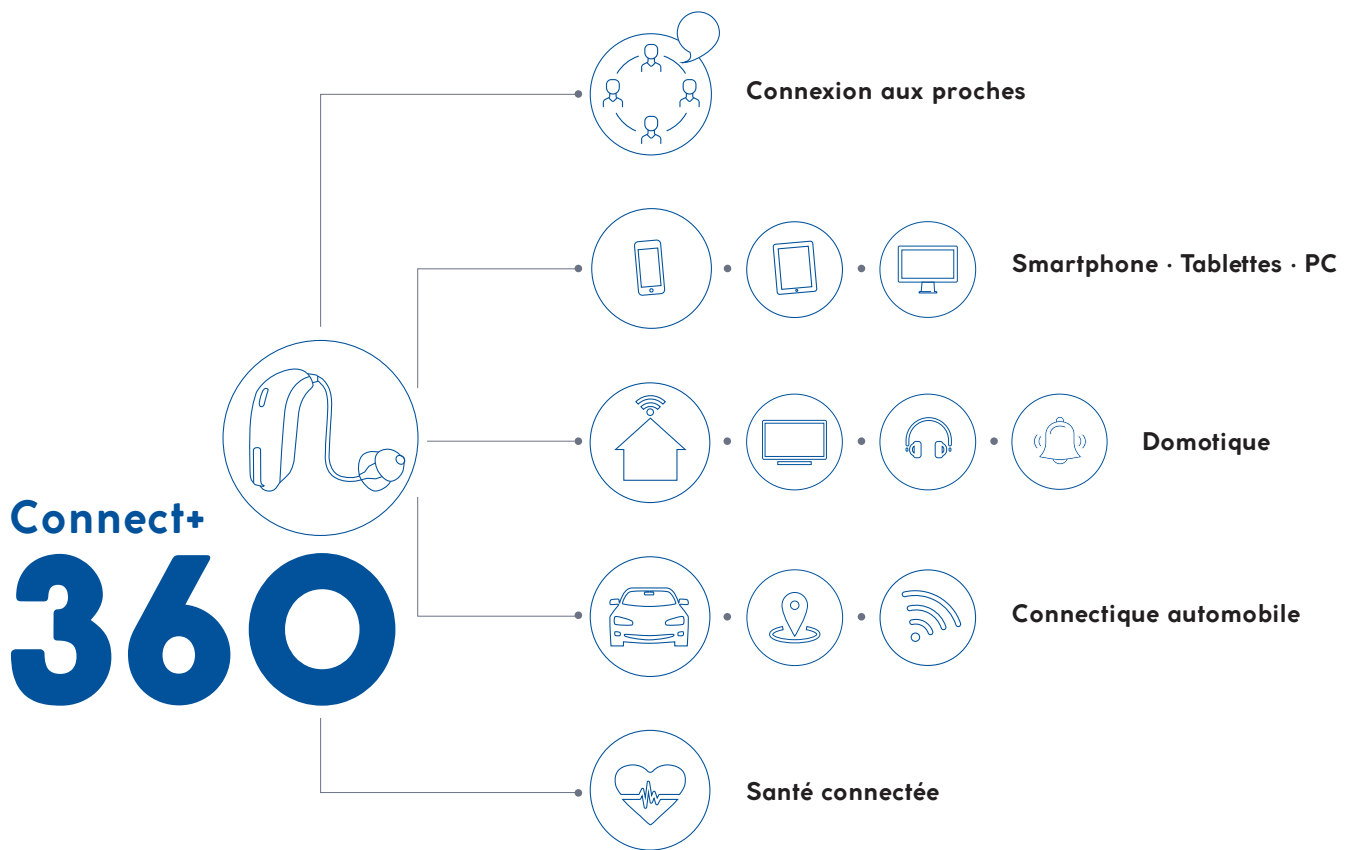 Connexion aux proches
Smartphone · Tablettes · PC
Domotique
Connect+
360
Connectique automobile
Santé connectée